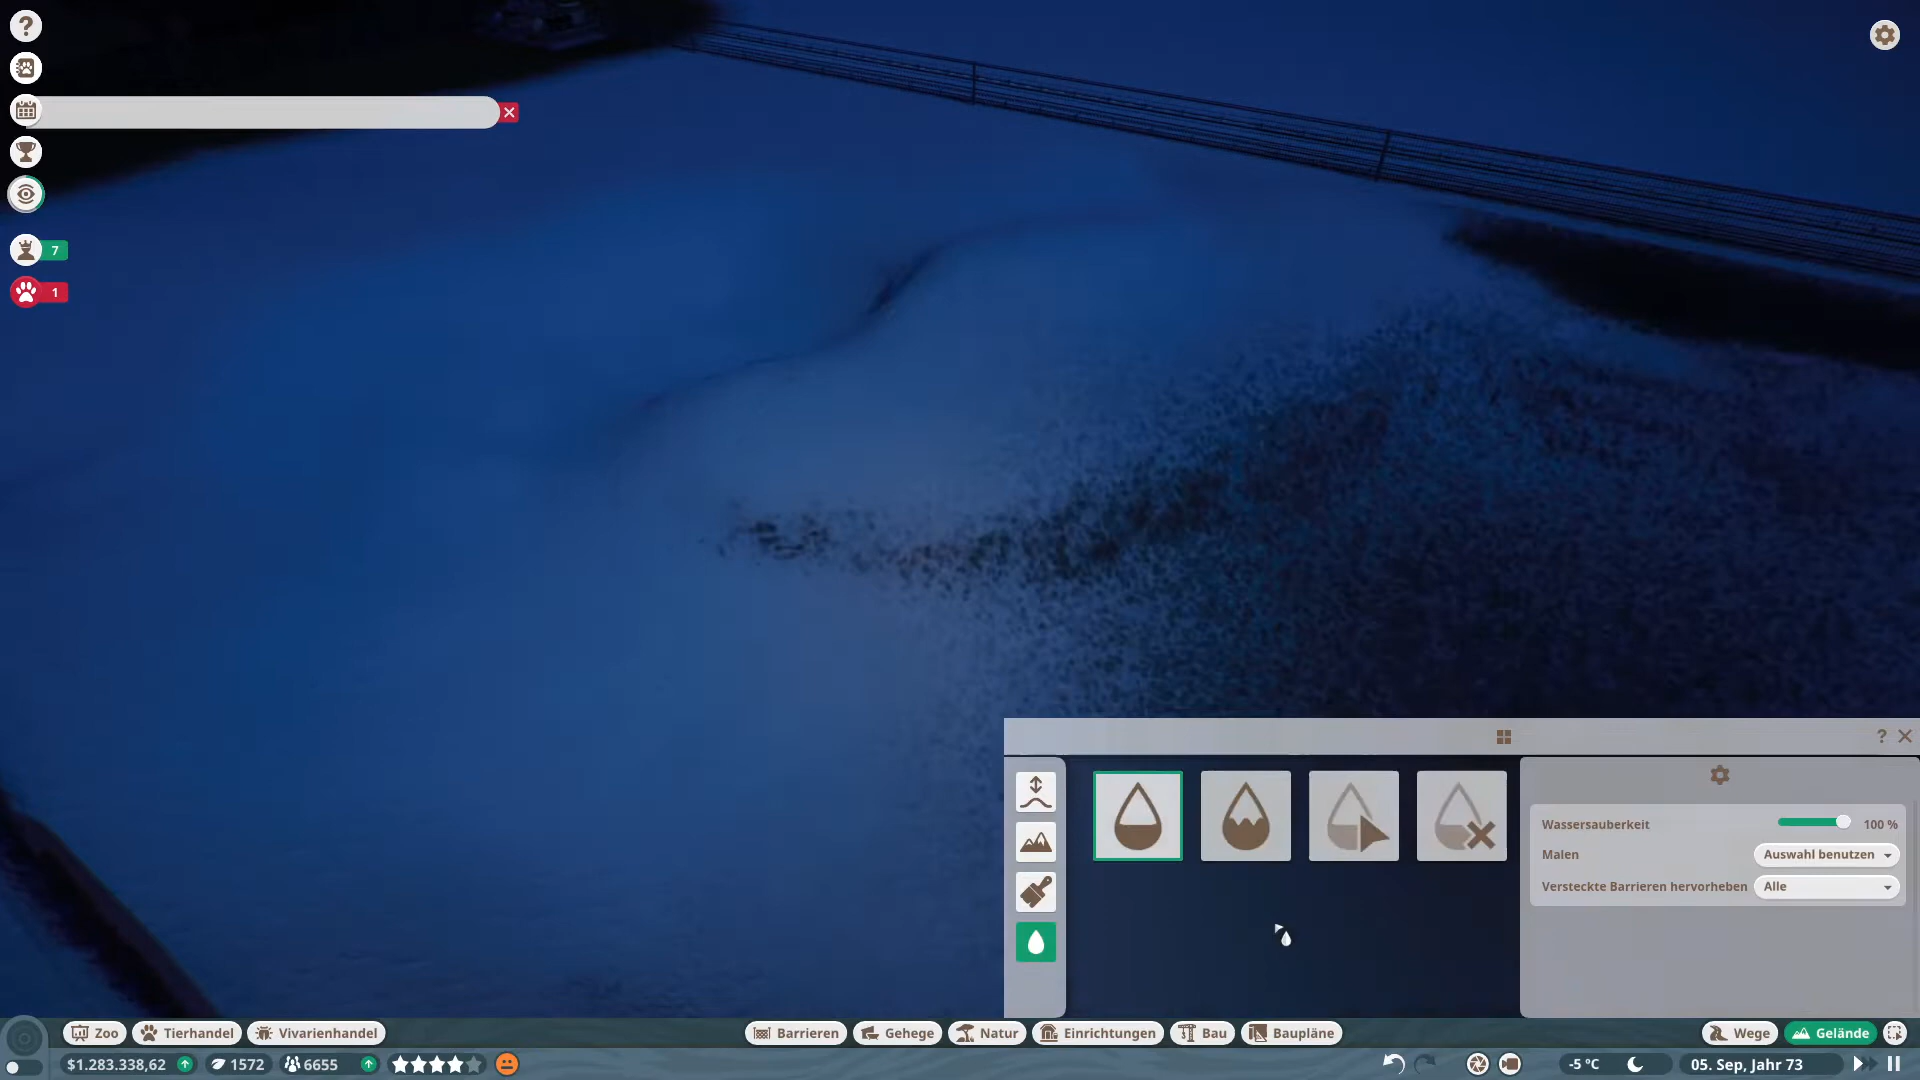 7
1
Wassersauberkeit 100 %
Malen Auswahl benutzen
Versteckte Barrieren hervorheben Alle
Zoo Tierhandel Vivarienhandel Barrieren Gehege Natur Einrichtungen Bau Baupläne Wege Gelände
$1.283.338,62 1572 6655 -5 °C 05. Sep, Jahr 73